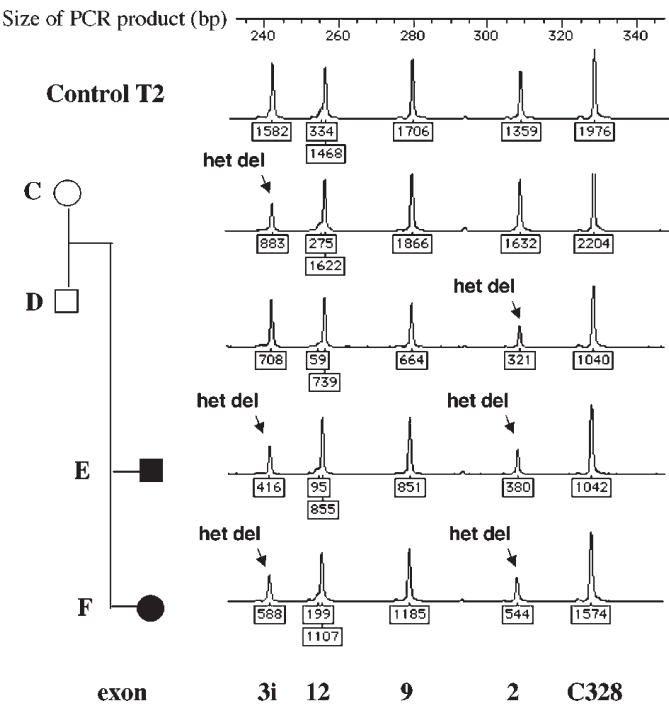 Size of PCR product (bp)
240 260 280 300 320 340
Control T2
1582 334 1706 1359 1976
1468
het del
C
883 275 1866 1632 2204
1622
het del
D
708 59 664 321 1040
739
het del het del
E
416 95 851 380 1042
855
het del het del
F
588 199 1185 544 1574
1107
exon 3i 12 9 2 C328